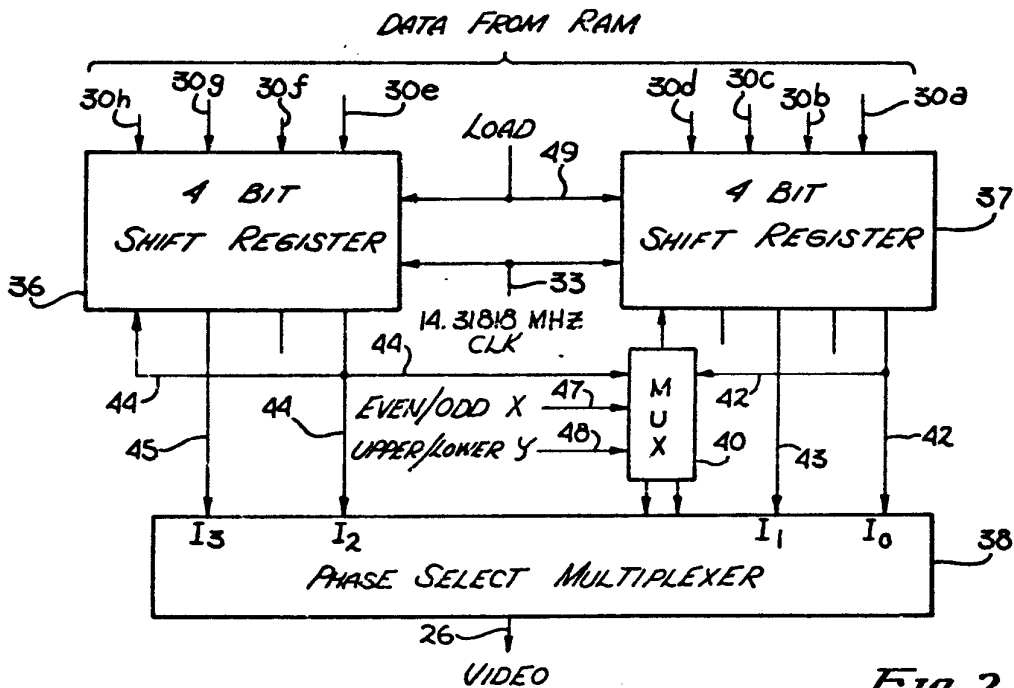 DATA FROM RAM
30h
30g
30f
30e
30d
30c
30b
30a
LOAD
49
4 BIT
SHIFT REGISTER
4 BIT
SHIFT REGISTER
37
36
33
14.31818 MHZ
CLK
44
44
44
EVEN/ODD X
47
UPPER/LOWER Y
48
MUX
40
42
45
43
42
I3
I2
I1
I0
38
PHASE SELECT MULTIPLEXER
26
VIDEO
FIG. 2